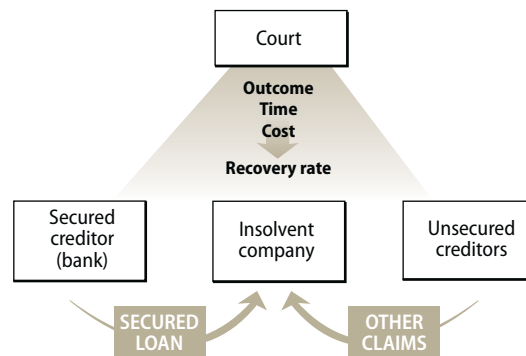 Court
Outcome
Time
Cost
Recovery rate
Secured
creditor
(bank)
Insolvent
company
Unsecured
creditors
SECURED
LOAN
OTHER
CLAIMS